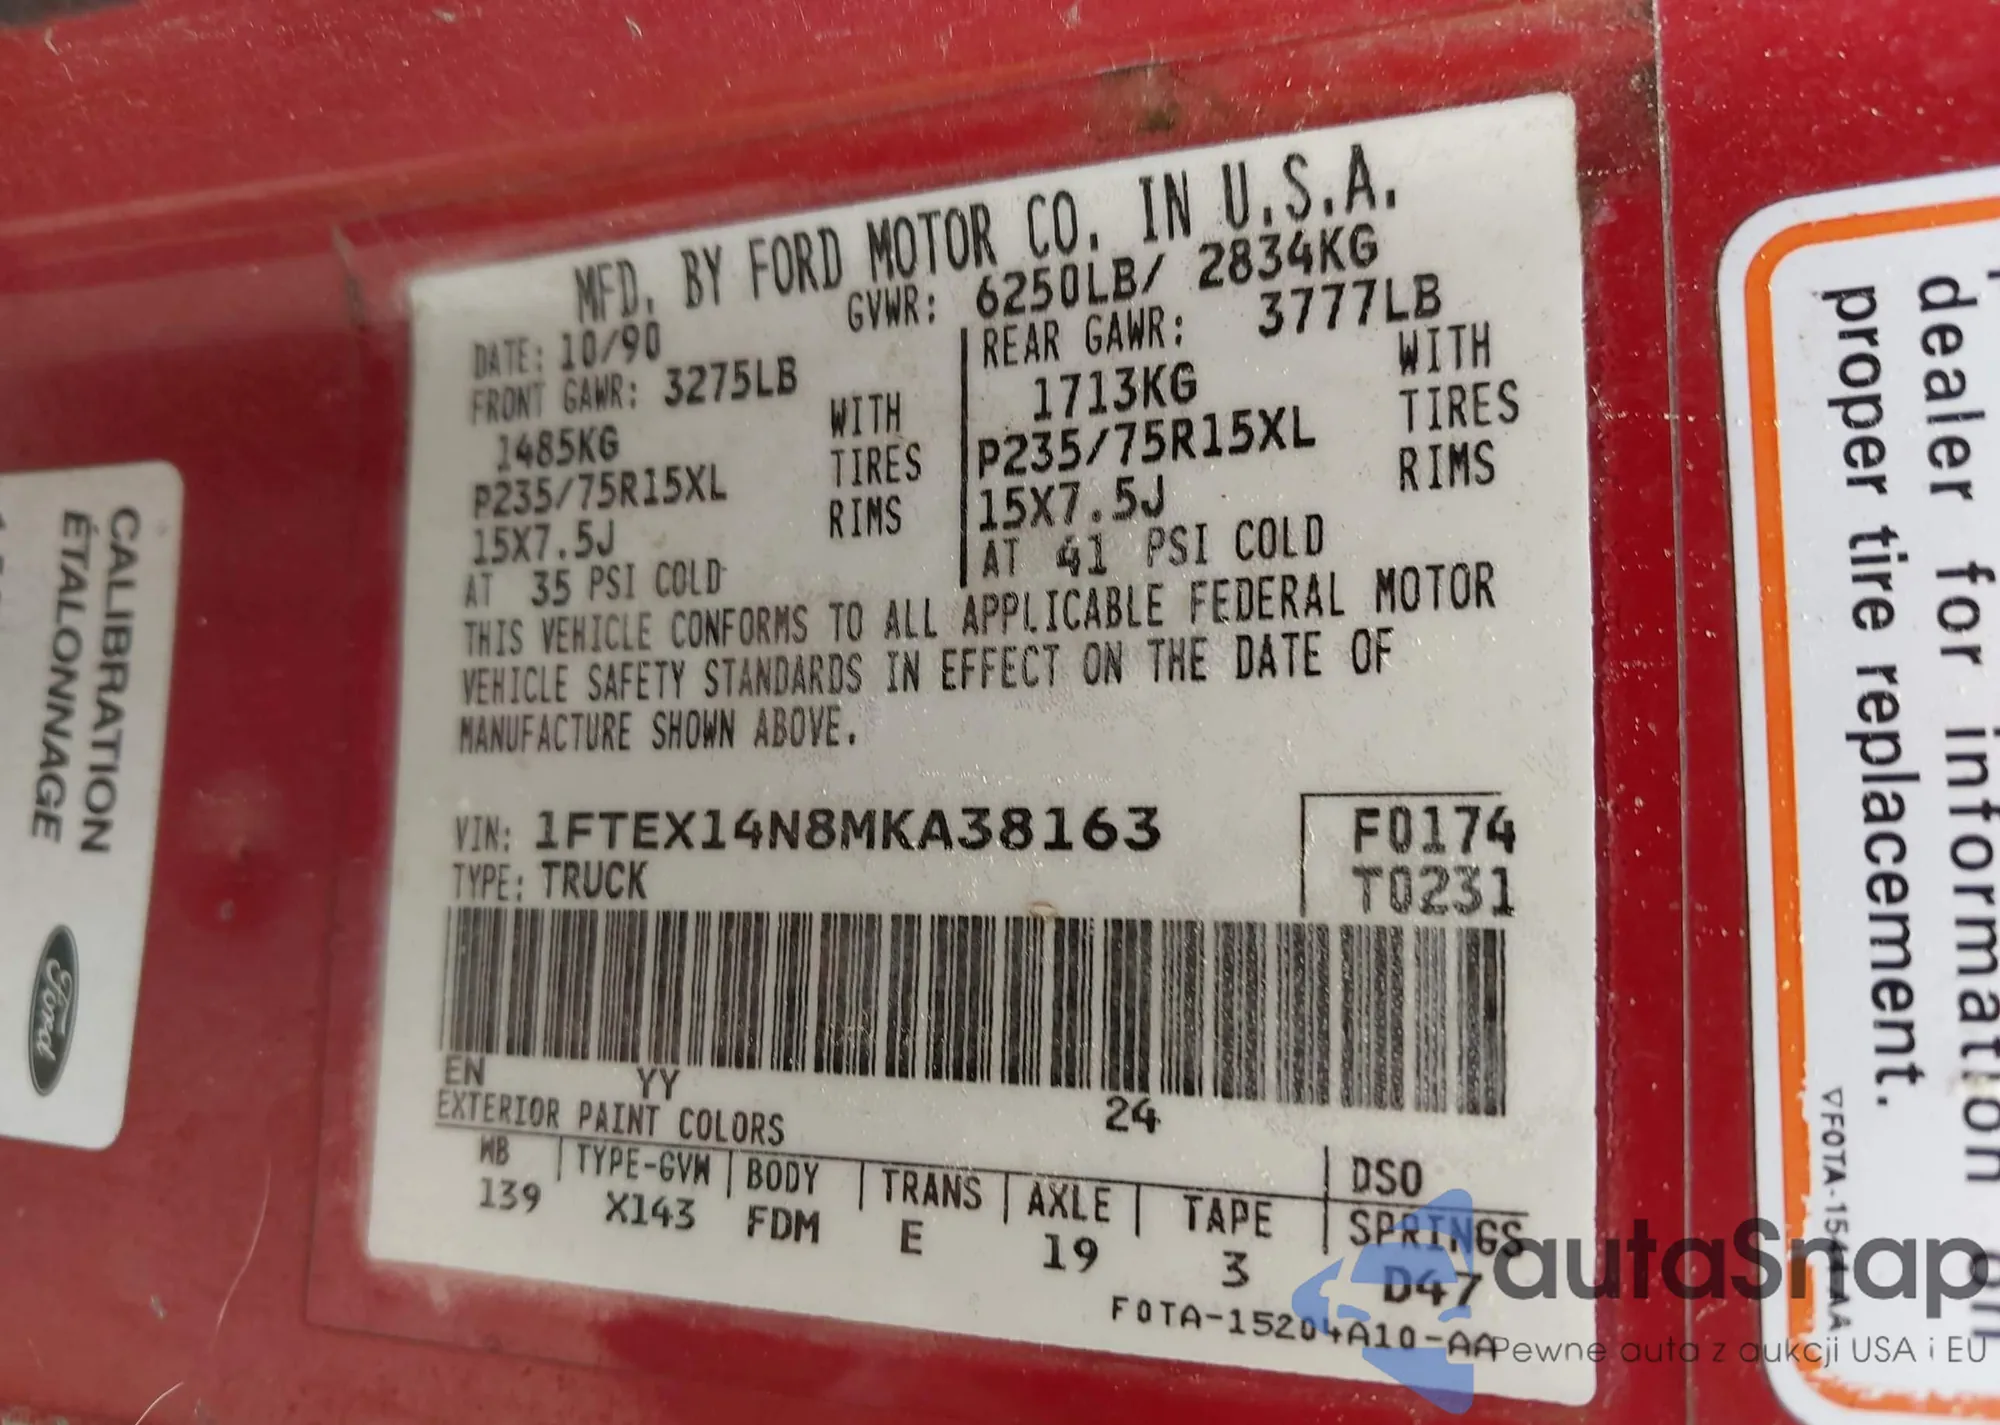 MFD. BY FORD MOTOR CO. IN U.S.A.
DATE: 10/90 GVWR: 6250LB/ 2834KG
FRONT GAWR: 3275LB REAR GAWR: 3777LB
1485KG WITH 1713KG WITH
P235/75R15XL TIRES P235/75R15XL TIRES
15X7.5J RIMS 15X7.5J RIMS
AT 35 PSI COLD AT 41 PSI COLD
THIS VEHICLE CONFORMS TO ALL APPLICABLE FEDERAL MOTOR
VEHICLE SAFETY STANDARDS IN EFFECT ON THE DATE OF
MANUFACTURE SHOWN ABOVE.
VIN: 1FTEX14N8MKA38163 F0174
TYPE: TRUCK T0231
EN YY 24
EXTERIOR PAINT COLORS DSO
WB TYPE-GVW BODY TRANS AXLE TAPE SPRINGS
139 X143 FDM E 19 3 D47
F0TA-15204A10-AA
CALIBRATION
ÉTALONNAGE
Ford
dealer for information on
proper tire replacement.
autaSnap
Pewne auta z aukcji USA i EU